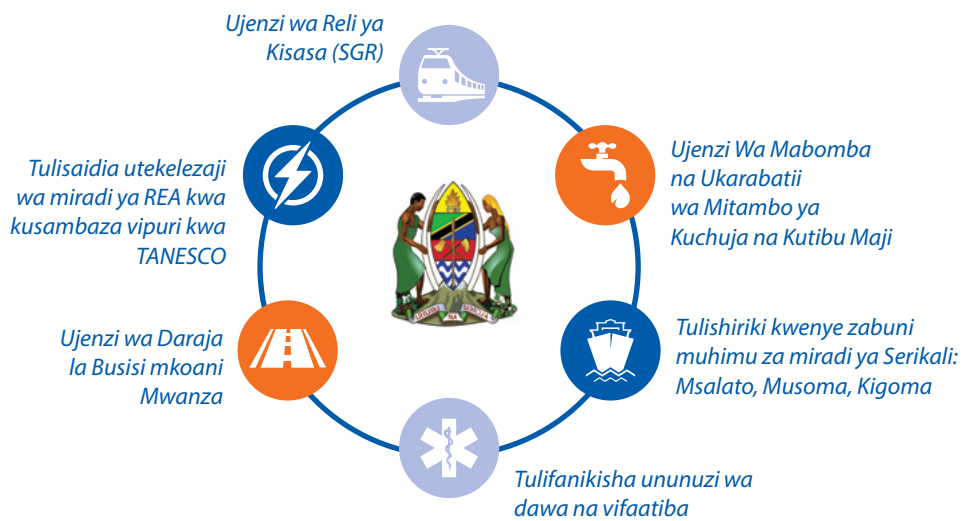 Ujenzi wa Reli ya
Kisasa (SGR)
Tulisaidia utekelezaji
wa miradi ya REA kwa
kusambaza vipuri kwa
TANESCO
Ujenzi Wa Mabomba
na Ukarabatii
wa Mitambo ya
Kuchuja na Kutibu Maji
Ujenzi wa Daraja
la Busisi mkoani
Mwanza
Tulishiriki kwenye zabuni
muhimu za miradi ya Serikali:
Msalato, Musoma, Kigoma
Tulifanikisha ununuzi wa
dawa na vifaatiba
NA